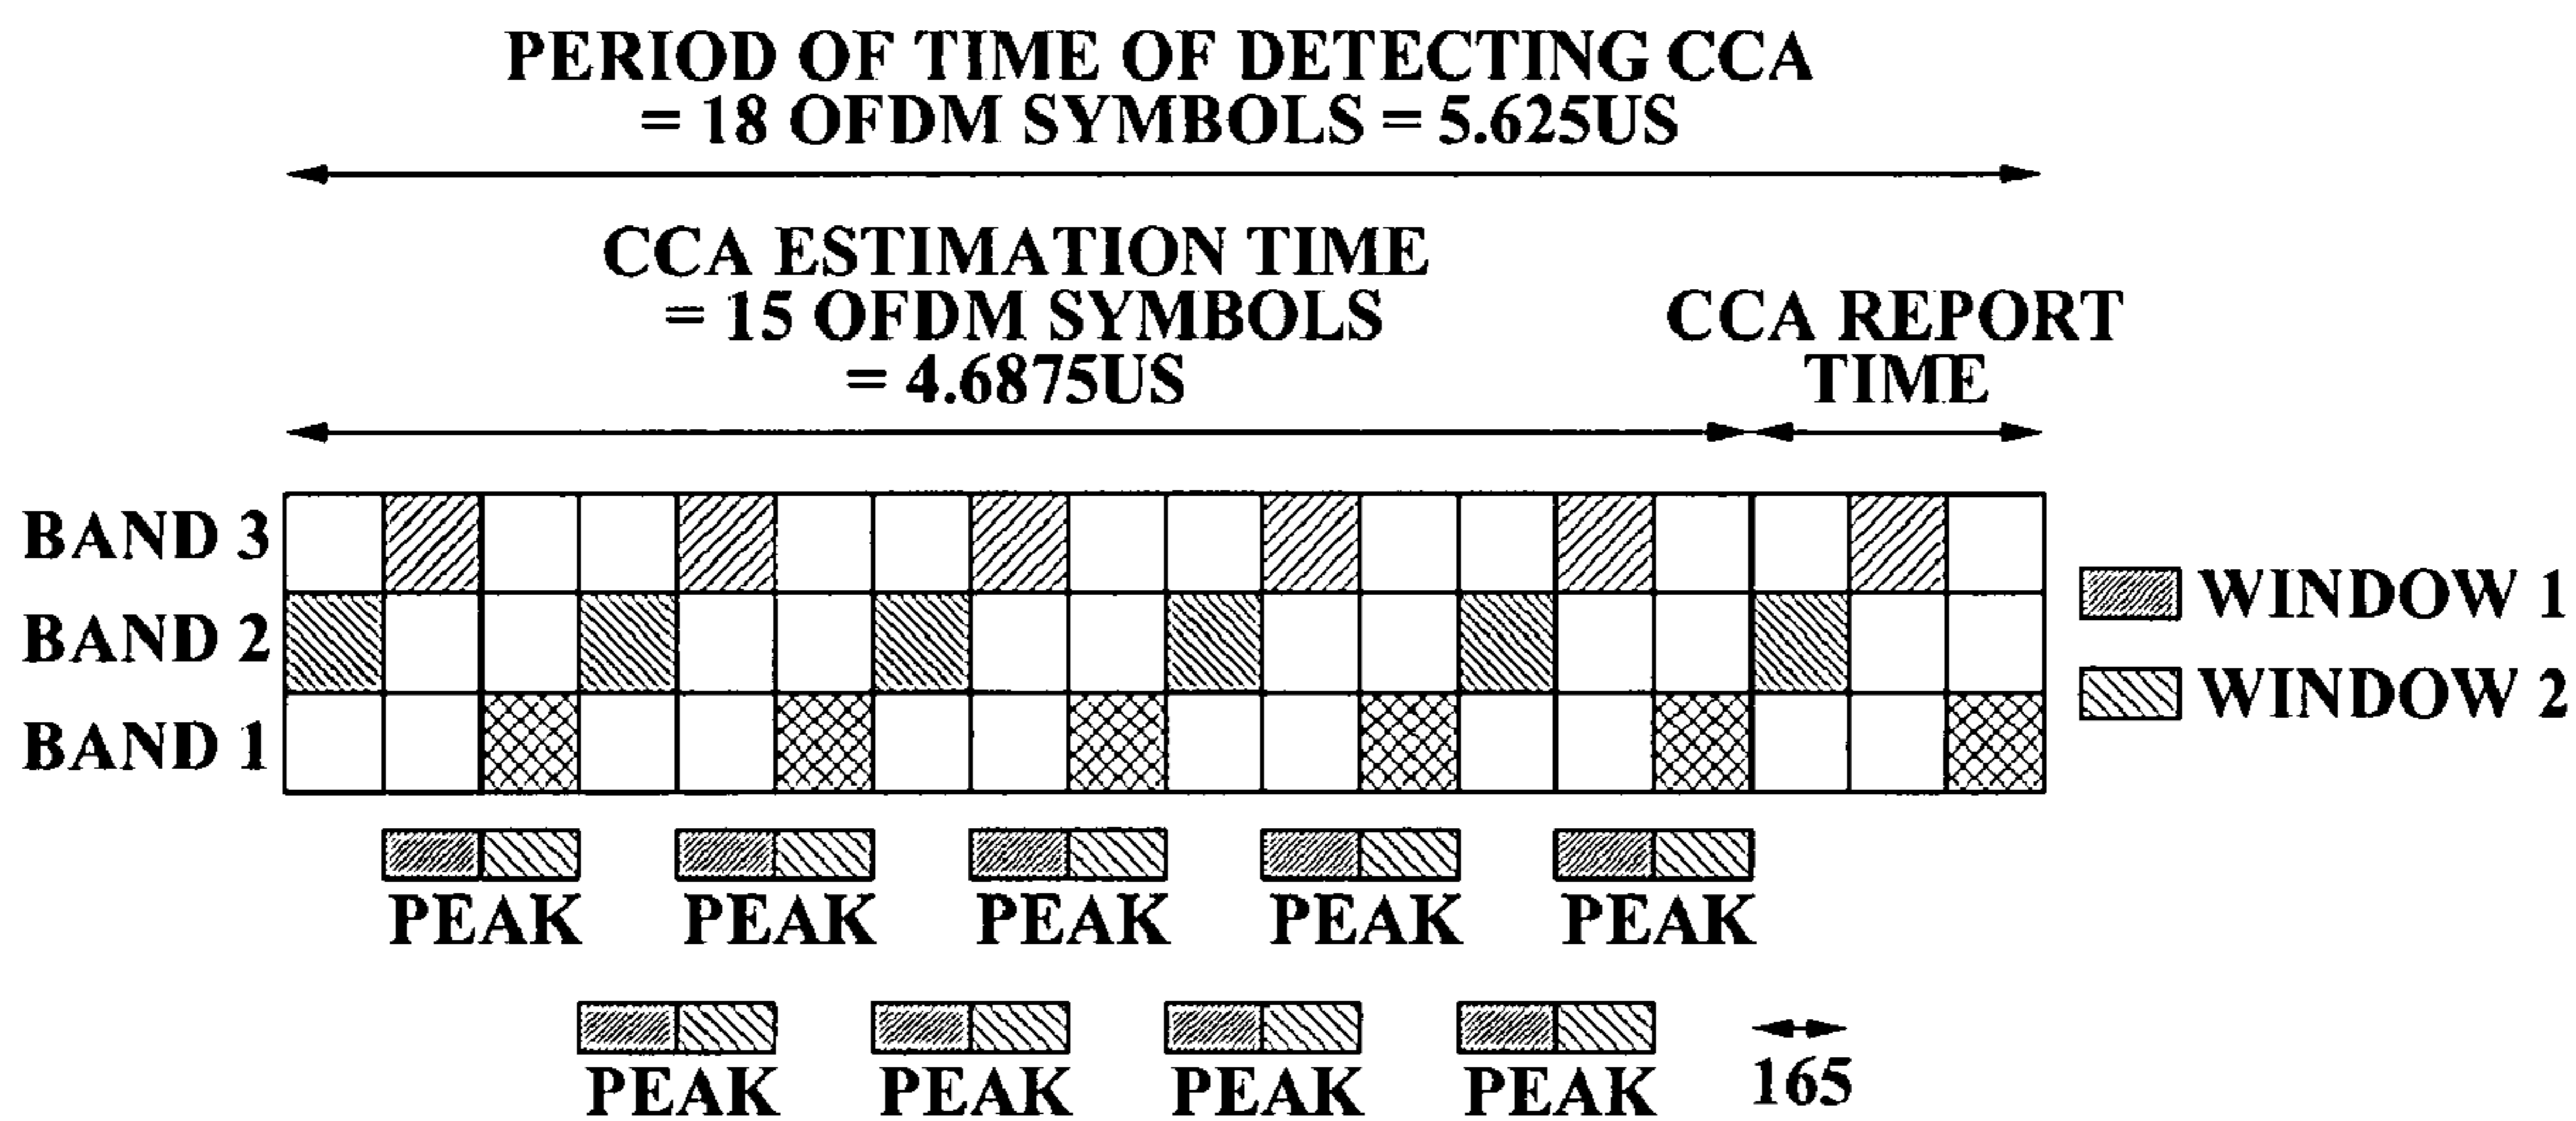 PERIOD OF TIME OF DETECTING CCA
= 18 OFDM SYMBOLS = 5.625US
CCA ESTIMATION TIME
= 15 OFDM SYMBOLS
= 4.6875US
CCA REPORT
TIME
BAND 3
BAND 2
BAND 1
WINDOW 1
WINDOW 2
PEAK PEAK PEAK PEAK PEAK
PEAK PEAK PEAK PEAK 165